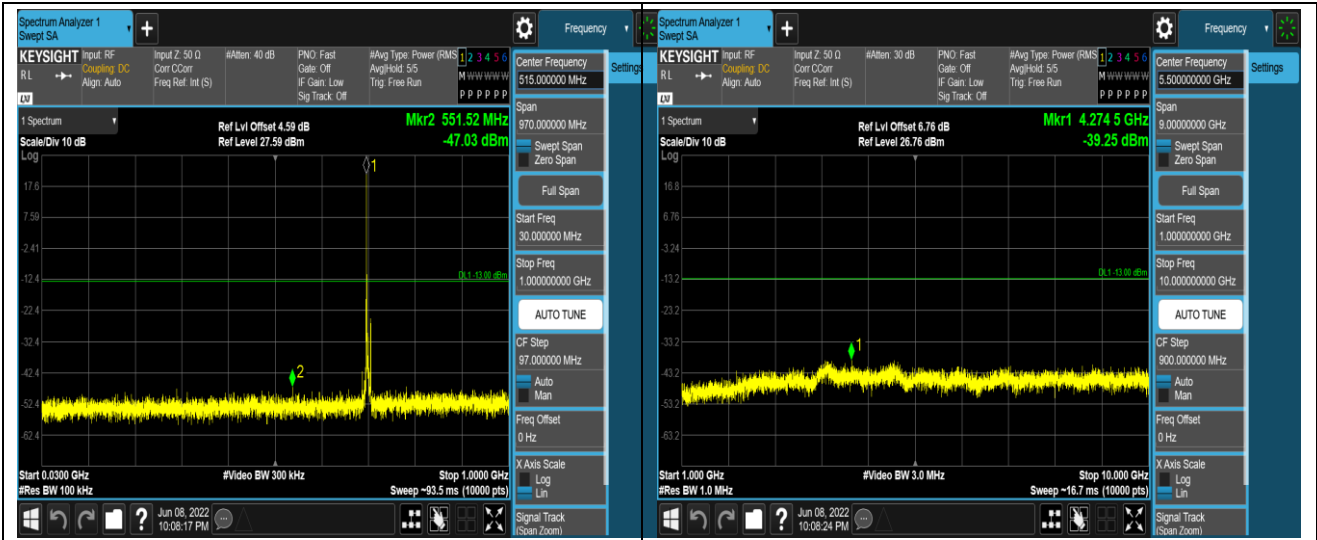 Spectrum Analyzer 1
Swept SA
+
Frequency
KEYSIGHT
RL
LXI
Input: RF
Coupling: DC
Align: Auto
Input Z: 50 Ω
Corr CCorr
Freq Ref: Int (S)
#Atten: 40 dB
PNO: Fast
Gate: Off
IF Gain: Low
Sig Track: Off
#Avg Type: Power (RMS
Avg|Hold: 5/5
Trig: Free Run
1 2 3 4 5 6
M W W W W W
P P P P P P
Center Frequency
515.000000 MHz
Settings
1 Spectrum
Scale/Div 10 dB
Log
Ref Lvl Offset 4.59 dB
Ref Level 27.59 dBm
Mkr2 551.52 MHz
-47.03 dBm
1
17.6
7.59
-2.41
-12.4
DL1 -13.00 dBm
-22.4
-32.4
-42.4
2
-52.4
-62.4
Start 0.0300 GHz
#Res BW 100 kHz
#Video BW 300 kHz
Stop 1.0000 GHz
Sweep ~93.5 ms (10000 pts)
Span
970.000000 MHz
Swept Span
Zero Span
Full Span
Start Freq
30.000000 MHz
Stop Freq
1.000000000 GHz
AUTO TUNE
CF Step
97.000000 MHz
Auto
Man
Freq Offset
0 Hz
X Axis Scale
Log
Lin
Signal Track
(Span Zoom)
?
Jun 08, 2022
10:08:17 PM
Spectrum Analyzer 1
Swept SA
+
Frequency
KEYSIGHT
RL
LXI
Input: RF
Coupling: DC
Align: Auto
Input Z: 50 Ω
Corr CCorr
Freq Ref: Int (S)
#Atten: 30 dB
PNO: Fast
Gate: Off
IF Gain: Low
Sig Track: Off
#Avg Type: Power (RMS
Avg|Hold: 5/5
Trig: Free Run
1 2 3 4 5 6
M W W W W W
P P P P P P
Center Frequency
5.500000000 GHz
Settings
1 Spectrum
Scale/Div 10 dB
Log
Ref Lvl Offset 6.76 dB
Ref Level 26.76 dBm
Mkr1 4.274 5 GHz
-39.25 dBm
16.8
6.76
-3.24
-13.2
DL1 -13.00 dBm
-23.2
-33.2
1
-43.2
-53.2
-63.2
Start 1.000 GHz
#Res BW 1.0 MHz
#Video BW 3.0 MHz
Stop 10.000 GHz
Sweep ~16.7 ms (10000 pts)
Span
9.00000000 GHz
Swept Span
Zero Span
Full Span
Start Freq
1.000000000 GHz
Stop Freq
10.000000000 GHz
AUTO TUNE
CF Step
900.000000 MHz
Auto
Man
Freq Offset
0 Hz
X Axis Scale
Log
Lin
Signal Track
(Span Zoom)
?
Jun 08, 2022
10:08:24 PM